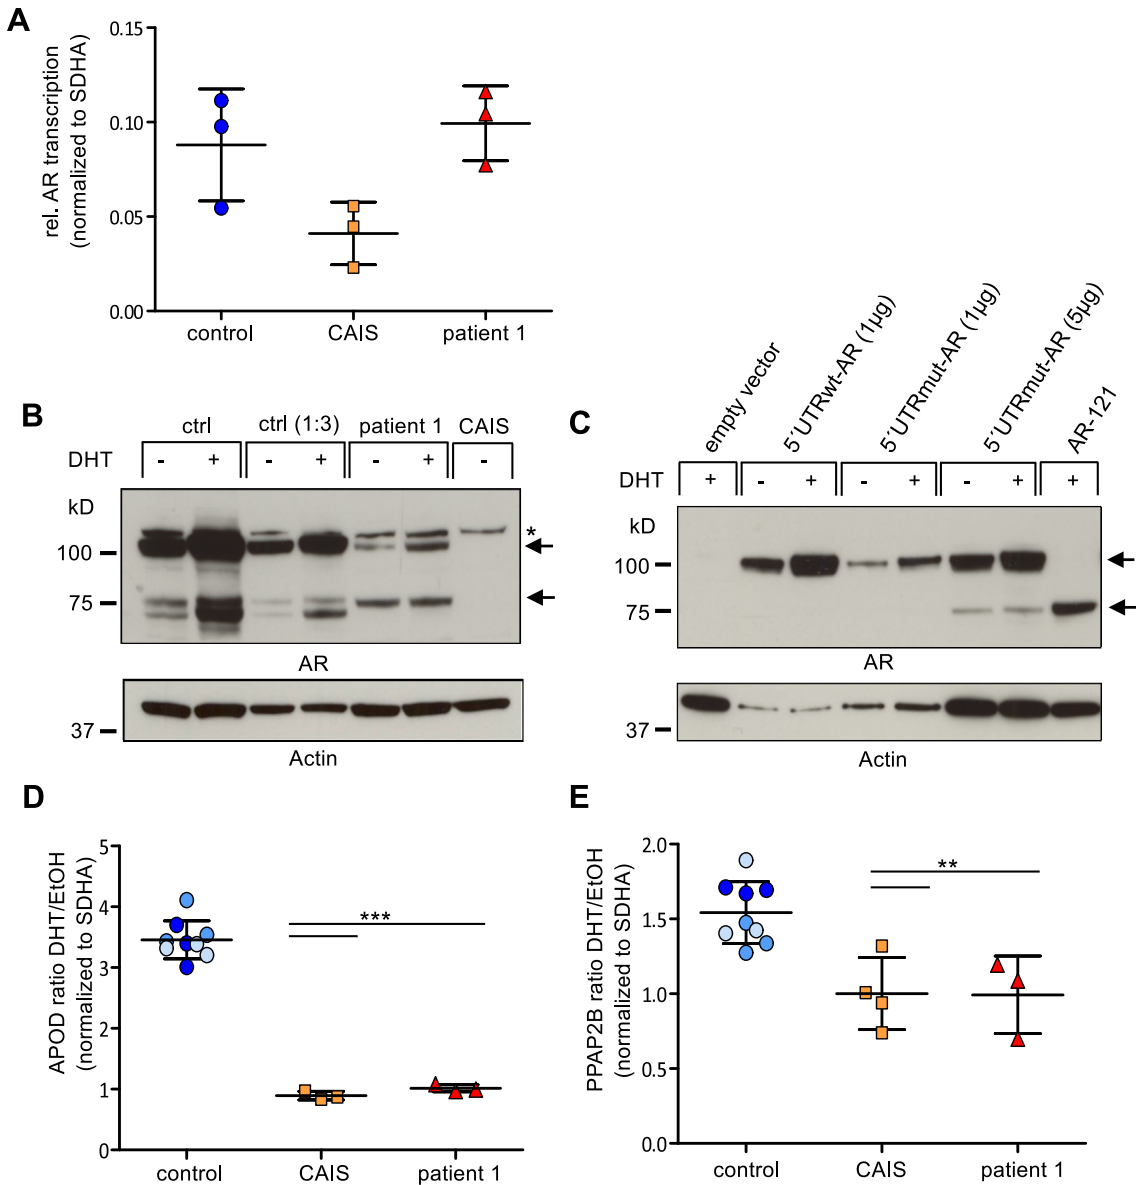 A
rel. AR transcription
(normalized to SDHA)
0.15
0.10
0.05
0.00
control CAIS patient 1
B
ctrl ctrl (1:3) patient 1 CAIS
DHT - + - + - + -
kD
100
75
*
AR
37
Actin
C
empty vector
5´UTRwt-AR (1µg)
5´UTRmut-AR (1µg)
5´UTRmut-AR (5µg)
AR-121
DHT + - + - + - + +
kD
100
75
AR
37
Actin
D
APOD ratio DHT/EtOH
(normalized to SDHA)
5
4
3
2
1
0
***
control CAIS patient 1
E
PPAP2B ratio DHT/EtOH
(normalized to SDHA)
2.0
1.5
1.0
0.5
0.0
**
control CAIS patient 1